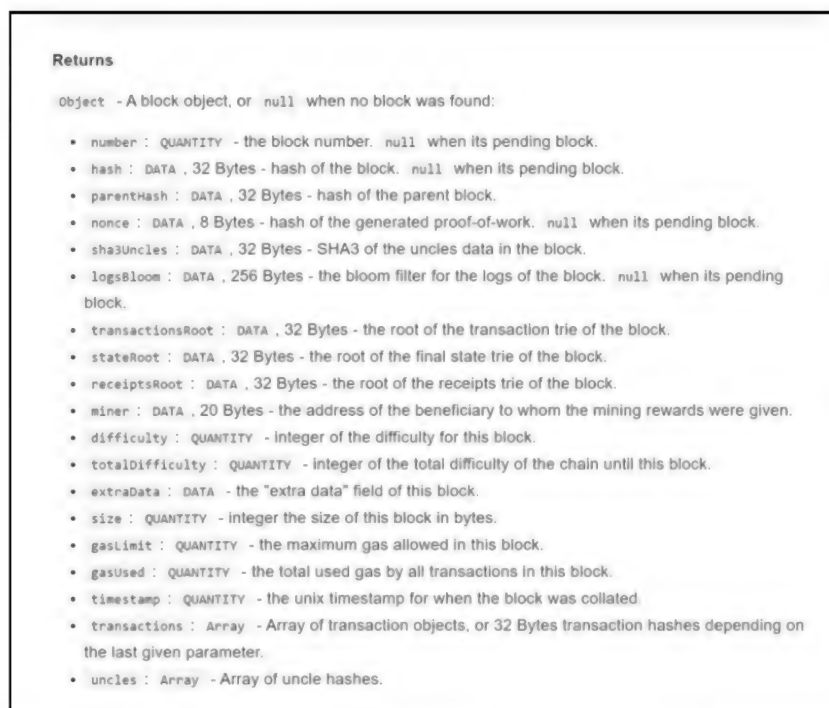 Returns
Object - A block object, or null when no block was found:
• number : QUANTITY - the block number. null when its pending block.
• hash : DATA , 32 Bytes - hash of the block. null when its pending block.
• parentHash : DATA , 32 Bytes - hash of the parent block.
• nonce : DATA , 8 Bytes - hash of the generated proof-of-work. null when its pending block.
• sha3Uncles : DATA , 32 Bytes - SHA3 of the uncles data in the block.
• logsBloom : DATA , 256 Bytes - the bloom filter for the logs of the block. null when its pending
block.
• transactionsRoot : DATA , 32 Bytes - the root of the transaction trie of the block.
• stateRoot : DATA , 32 Bytes - the root of the final state trie of the block.
• receiptsRoot : DATA , 32 Bytes - the root of the receipts trie of the block.
• miner : DATA , 20 Bytes - the address of the beneficiary to whom the mining rewards were given.
• difficulty : QUANTITY - integer of the difficulty for this block.
• totalDifficulty : QUANTITY - integer of the total difficulty of the chain until this block.
• extraData : DATA - the "extra data" field of this block.
• size : QUANTITY - integer the size of this block in bytes.
• gasLimit : QUANTITY - the maximum gas allowed in this block.
• gasUsed : QUANTITY - the total used gas by all transactions in this block.
• timestamp : QUANTITY - the unix timestamp for when the block was collated.
• transactions : Array - Array of transaction objects, or 32 Bytes transaction hashes depending on
the last given parameter.
• uncles : Array - Array of uncle hashes.